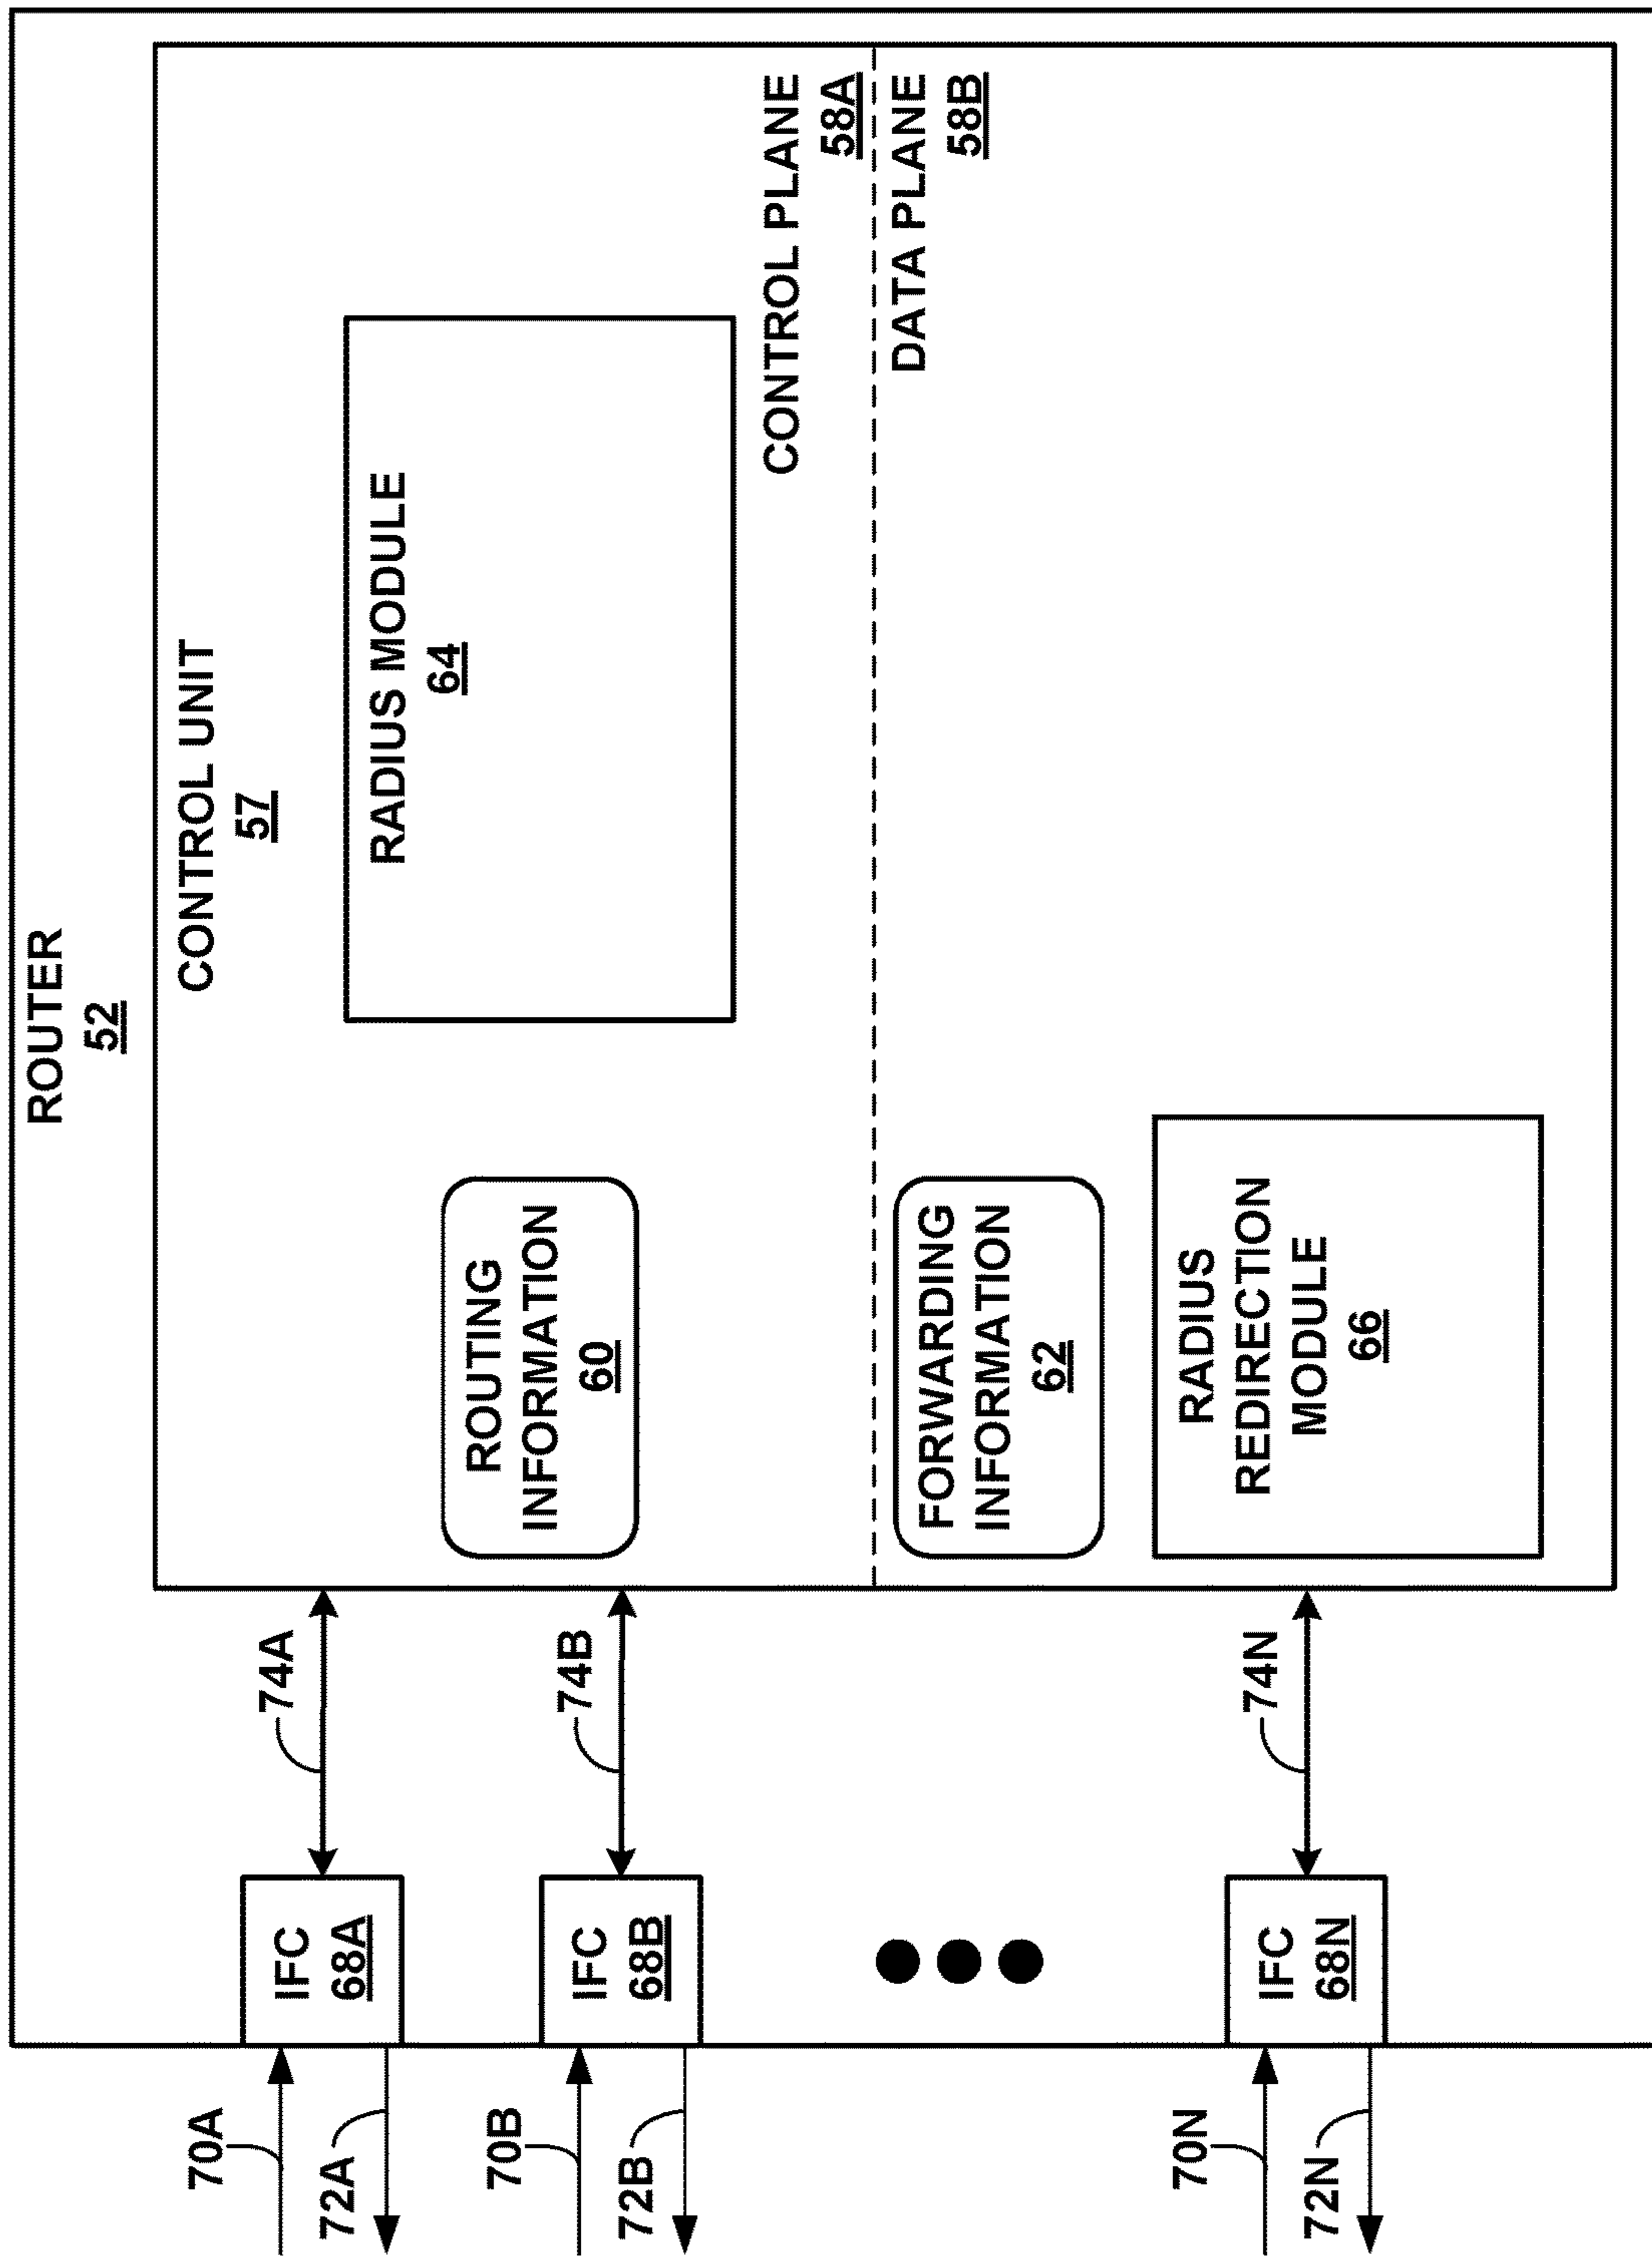 ROUTER
52
CONTROL UNIT
57
70A
72A
IFC
68A
74A
70B
72B
IFC
68B
74B
ROUTING
INFORMATION
60
RADIUS MODULE
64
CONTROL PLANE
58A
DATA PLANE
58B
FORWARDING
INFORMATION
62
RADIUS
REDIRECTION
MODULE
66
70N
72N
IFC
68N
74N